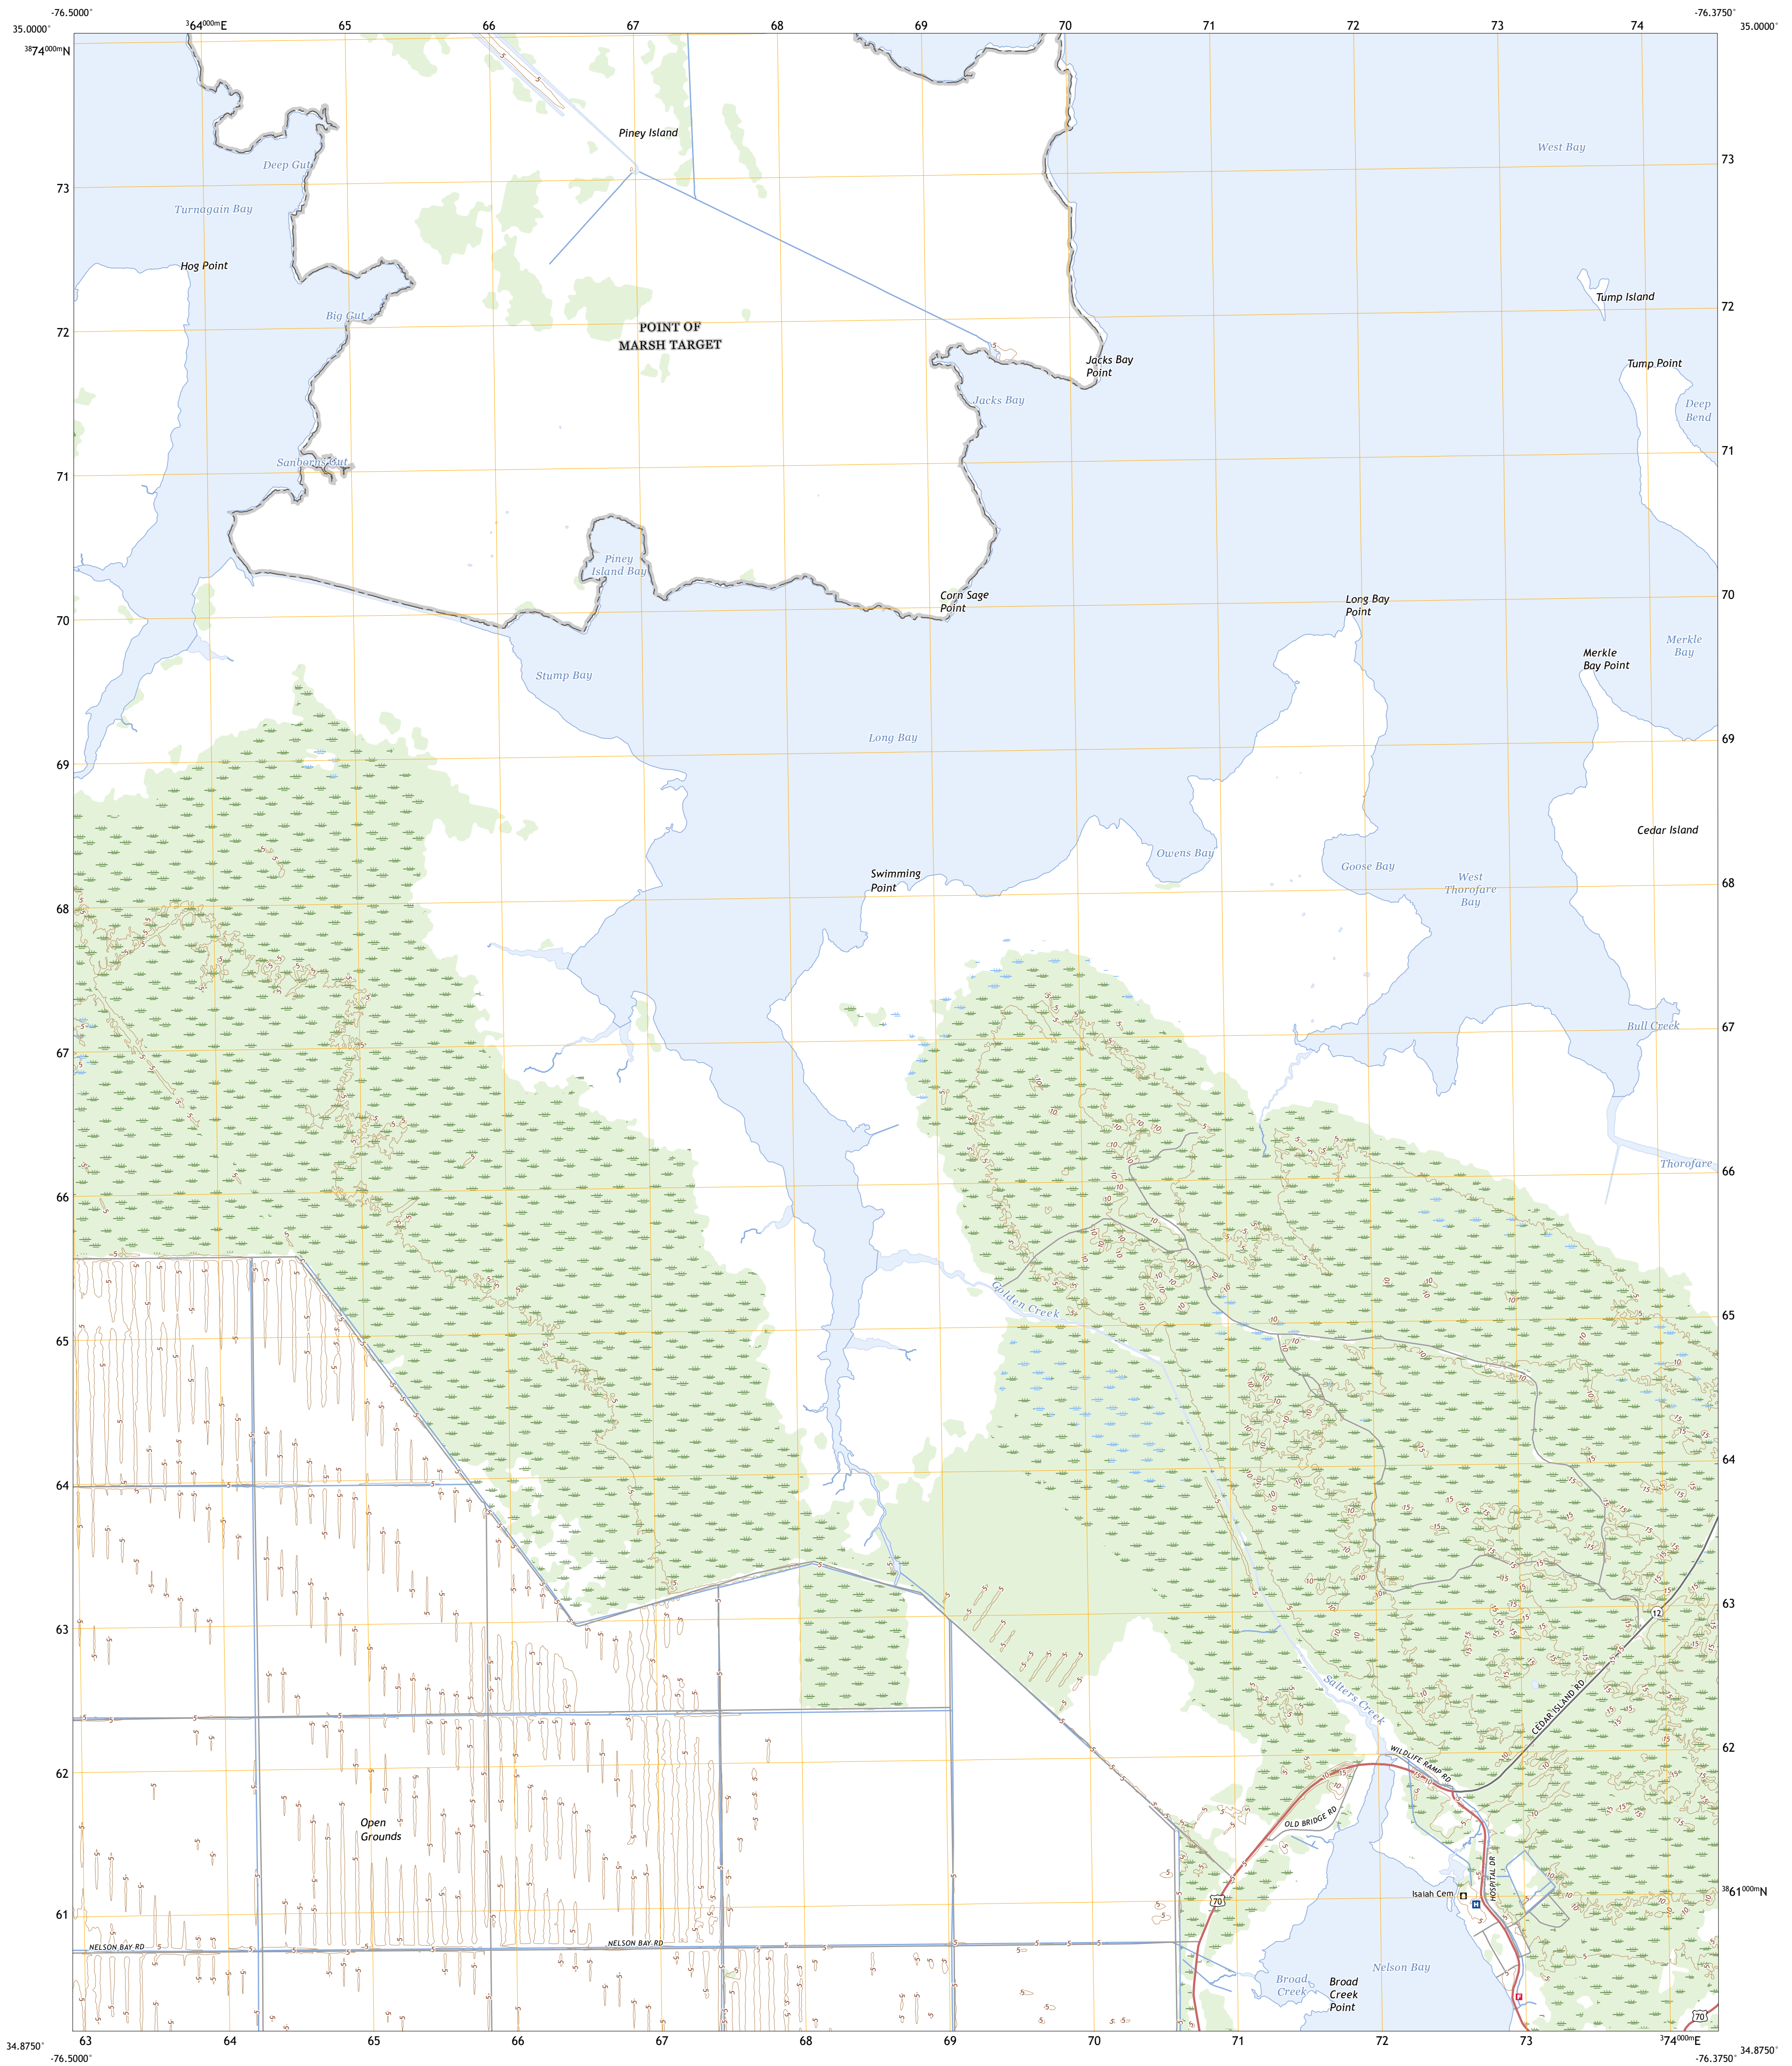 -76.5000°
-76.3750°
35.0000°
³64⁰⁰⁰ᵐE
65
66
67
68
69
70
71
72
73
74
35.0000°
³⁸74⁰⁰⁰ᵐN
Piney Island
West Bay
73
Deep Gut
73
Turnagain Bay
Hog Point
Tump Island
72
Big Gut
72
POINT OF
MARSH TARGET
Jacks Bay
Point
Tump Point
Jacks Bay
Deep
Bend
71
Sanborns Gut
71
Piney
Island Bay
Corn Sage
Point
Long Bay
Point
70
70
Merkle
Bay
Merkle
Bay Point
Stump Bay
Long Bay
69
69
Cedar Island
Owens Bay
Goose Bay
Swimming
Point
West
Thorofare
Bay
68
68
Bull Creek
67
67
Thorofare
66
66
Golden Creek
65
65
64
64
63
63
12
Salters Creek
CEDAR ISLAND RD
62
62
WILDLIFE RAMP RD
OLD BRIDGE RD
Open
Grounds
HOSPITAL DR
Isaiah Cem
H
70
³⁸61⁰⁰⁰ᵐN
61
NELSON BAY RD
NELSON BAY RD
Nelson Bay
Broad
Creek
Broad
Creek
Point
F
70
63
64
65
66
67
68
69
70
71
72
73
³74⁰⁰⁰ᵐE
34.8750°
34.8750°
-76.5000°
-76.3750°